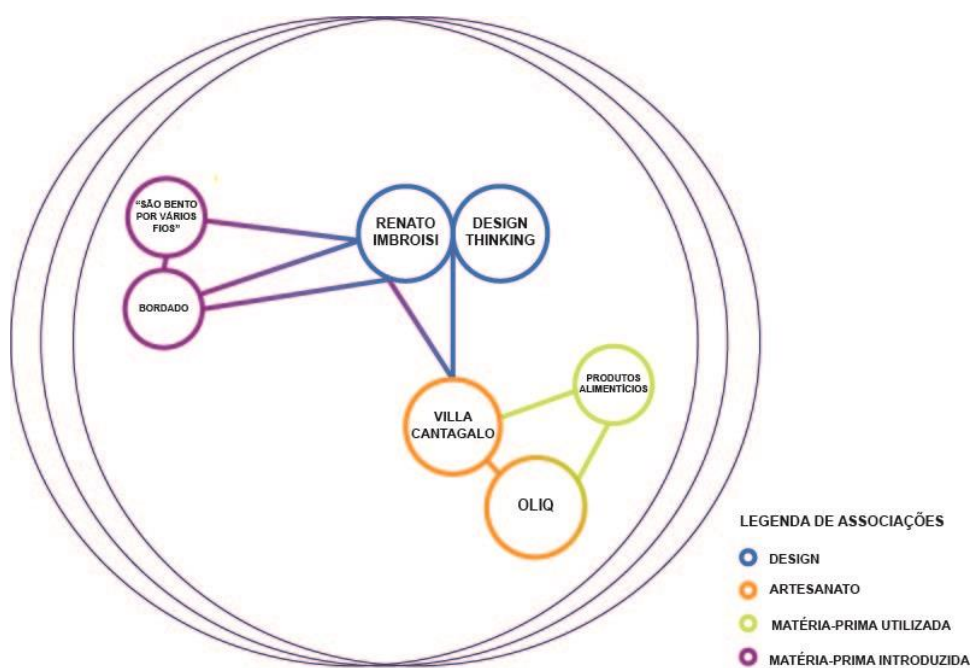 “SÃO BENTO
POR VÁRIOS
FIOS”
BORDADO
RENATO
IMBROISI
DESIGN
THINKING
PRODUTOS
ALIMENTÍCIOS
VILLA
CANTAGALO
OLIQ
LEGENDA DE ASSOCIAÇÕES
DESIGN
ARTESANATO
MATÉRIA-PRIMA UTILIZADA
MATÉRIA-PRIMA INTRODUZIDA